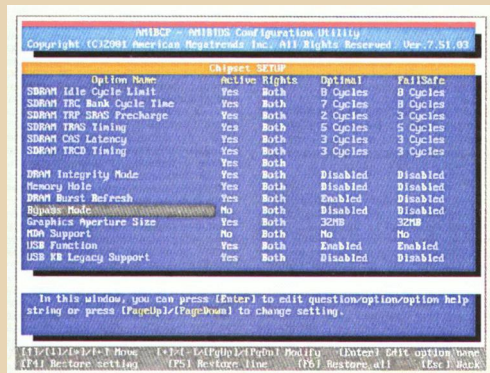 AMIBCP - AMIBIOS Configuration Utility
Copyright (C)2001 American Megatrends Inc. All Rights Reserved. Ver.7.51.03
Chipset SETUP
Option Name Active Rights Optimal FailSafe
SDRAM Idle Cycle Limit Yes Both 8 Cycles 8 Cycles
SDRAM TRC Bank Cycle Time Yes Both 7 Cycles 8 Cycles
SDRAM TRP SRAS Precharge Yes Both 2 Cycles 3 Cycles
SDRAM TRAS Timing Yes Both 5 Cycles 5 Cycles
SDRAM CAS Latency Yes Both 3 Cycles 3 Cycles
SDRAM TRCD Timing Yes Both 3 Cycles 3 Cycles
Yes Both
DRAM Integrity Mode Yes Both Disabled Disabled
Memory Hole Yes Both Disabled Disabled
DRAM Burst Refresh Yes Both Enabled Disabled
Bypass Mode No Both Disabled Disabled
Graphics Aperture Size Yes Both 32MB 32MB
MDA Support No Both No No
USB Function Yes Both Enabled Enabled
USB KB Legacy Support Yes Both Disabled Disabled
In this window, you can press [Enter] to edit question/option/option help
string or press [PageUp]/[PageDown] to change setting.
Move [+]/[-]/[PgUp]/[PgDn] Modify [Enter] Edit option name
[F4] Restore setting [F5] Restore line [F6] Restore all [Esc] Back